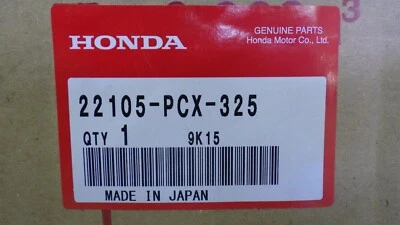 HONDA
GENUINE PARTS
Honda Motor Co., Ltd.
22105-PCX-325
QTY 1 9K15
MADE IN JAPAN